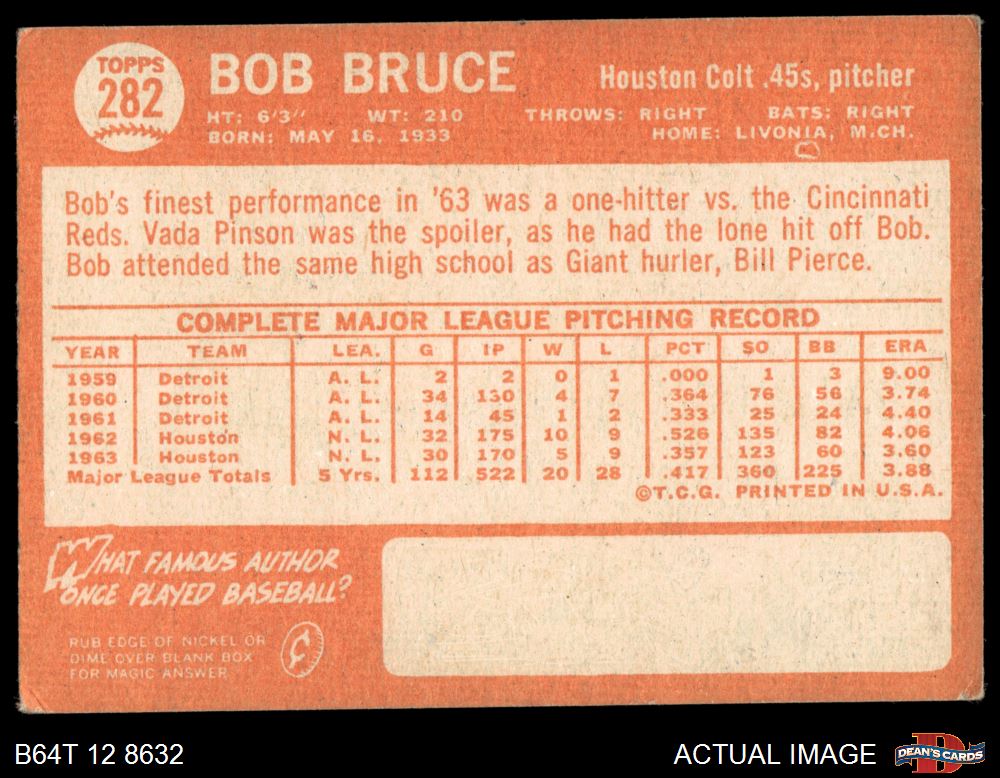 TOPPS
282
BOB BRUCE
Houston Colt .45s, pitcher
HT: 6'3" WT: 210 THROWS: RIGHT BATS: RIGHT
BORN: MAY 16, 1933 HOME: LIVONIA, MICH.
Bob's finest performance in '63 was a one-hitter vs. the Cincinnati
Reds. Vada Pinson was the spoiler, as he had the lone hit off Bob.
Bob attended the same high school as Giant hurler, Bill Pierce.
COMPLETE MAJOR LEAGUE PITCHING RECORD
YEAR TEAM LEA. G IP W L PCT SO BB ERA
1959 Detroit A. L. 2 2 0 1 .000 1 3 9.00
1960 Detroit A. L. 34 130 4 7 .364 76 56 3.74
1961 Detroit A. L. 14 45 1 2 .333 25 24 4.40
1962 Houston N. L. 32 175 10 9 .526 135 82 4.06
1963 Houston N. L. 30 170 5 9 .357 123 60 3.60
Major League Totals 5 Yrs. 112 522 20 28 .417 360 225 3.88
©T.C.G. PRINTED IN U.S.A.
WHAT FAMOUS AUTHOR
ONCE PLAYED BASEBALL?
RUB EDGE OF NICKEL OR
DIME OVER BLANK BOX
FOR MAGIC ANSWER
¢
B64T 12 8632
ACTUAL IMAGE
D
DEAN'S CARDS